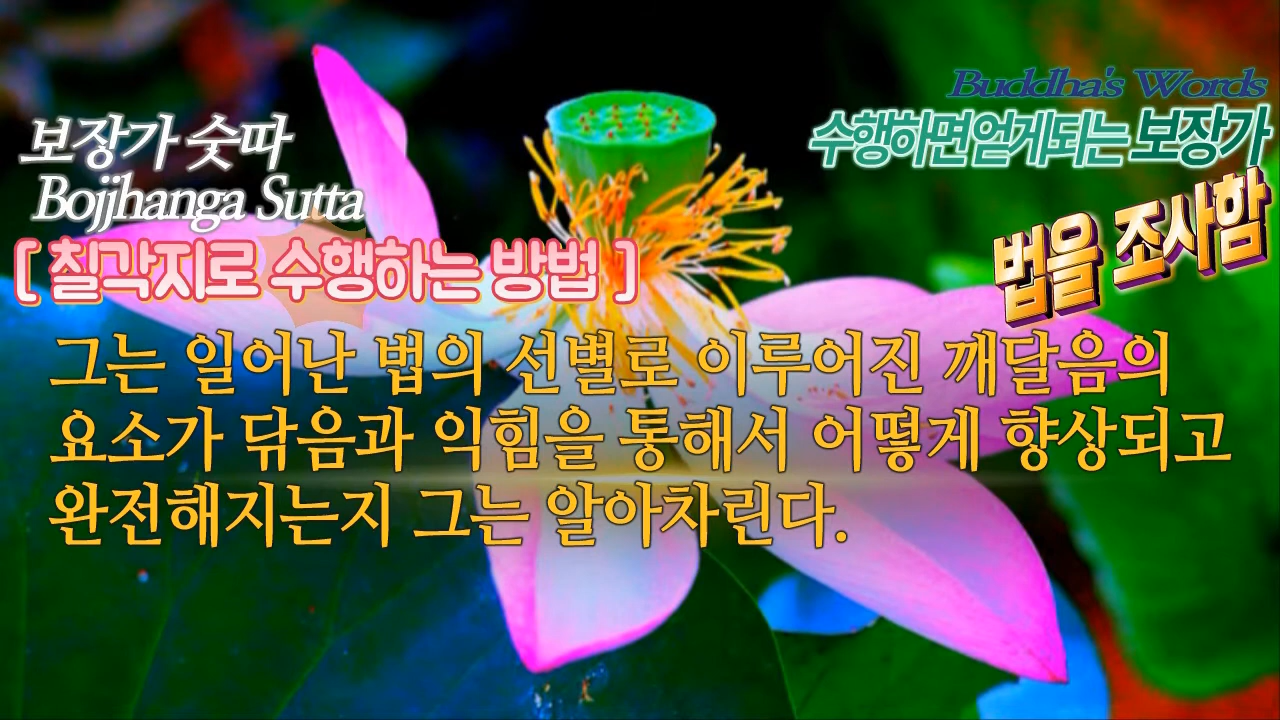 Buddha's Words
보장가 숫따
수행하면 얻게되는 보장가
Bojjhanga Sutta
법을 조사함
[ 칠각지로 수행하는 방법 ]
그는 일어난 법의 선별로 이루어진 깨달음의
요소가 닦음과 익힘을 통해서 어떻게 향상되고
완전해지는지 그는 알아차린다.